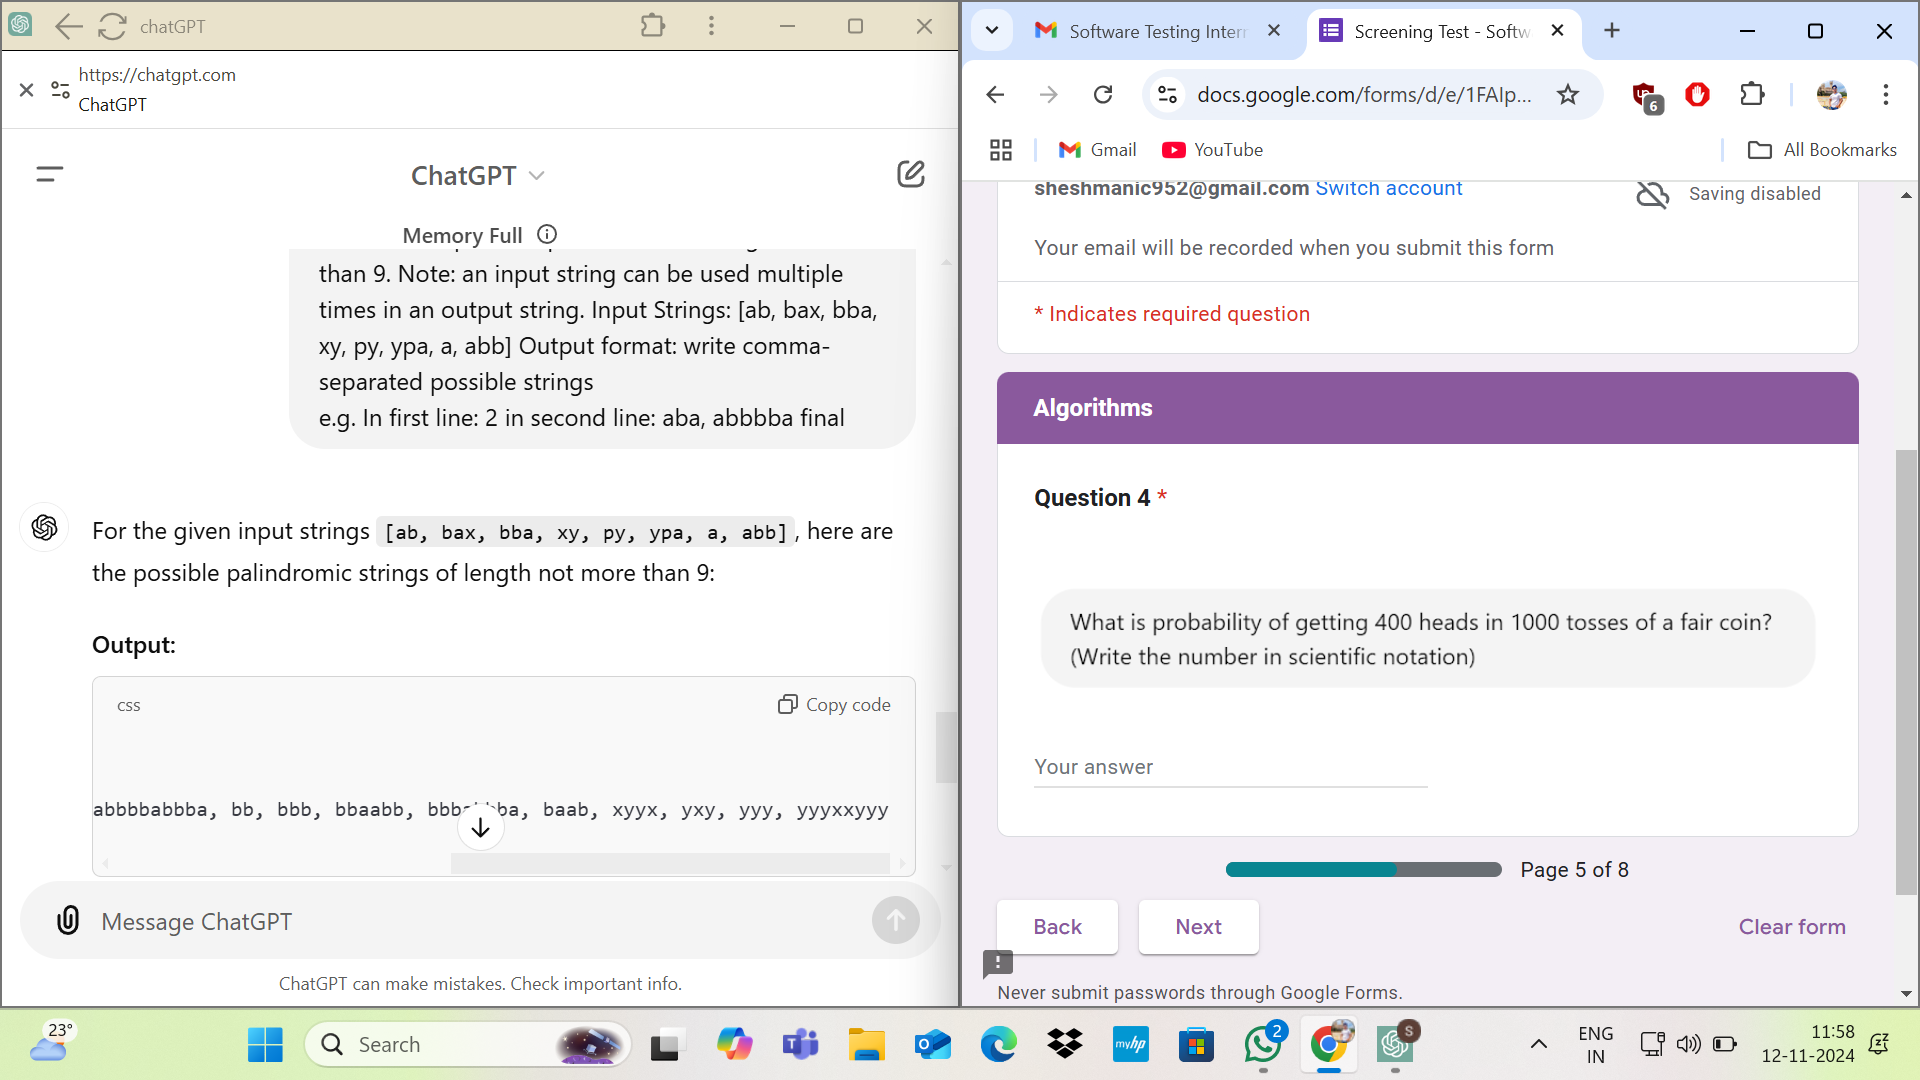 chatGPT
https://chatgpt.com
ChatGPT
ChatGPT
Memory Full
than 9. Note: an input string can be used multiple
times in an output string. Input Strings: [ab, bax, bba,
xy, py, ypa, a, abb] Output format: write comma-
separated possible strings
e.g. In first line: 2 in second line: aba, abbbba final
For the given input strings [ab, bax, bba, xy, py, ypa, a, abb], here are
the possible palindromic strings of length not more than 9:
Output:
css
Copy code
abbbbabbba, bb, bbb, bbaabb, baab, xyyx, yxy, yyy, yyyxxyyy
Message ChatGPT
ChatGPT can make mistakes. Check important info.
Software Testing Inter
Screening Test - Softw
docs.google.com/forms/d/e/1FAIp...
6
Gmail
YouTube
All Bookmarks
sheshmanic952@gmail.com Switch account
Saving disabled
Your email will be recorded when you submit this form
* Indicates required question
Algorithms
Question 4 *
What is probability of getting 400 heads in 1000 tosses of a fair coin?
(Write the number in scientific notation)
Your answer
Page 5 of 8
Back
Next
Clear form
Never submit passwords through Google Forms.
23°
Search
myhp
2
S
ENG
IN
11:58
12-11-2024